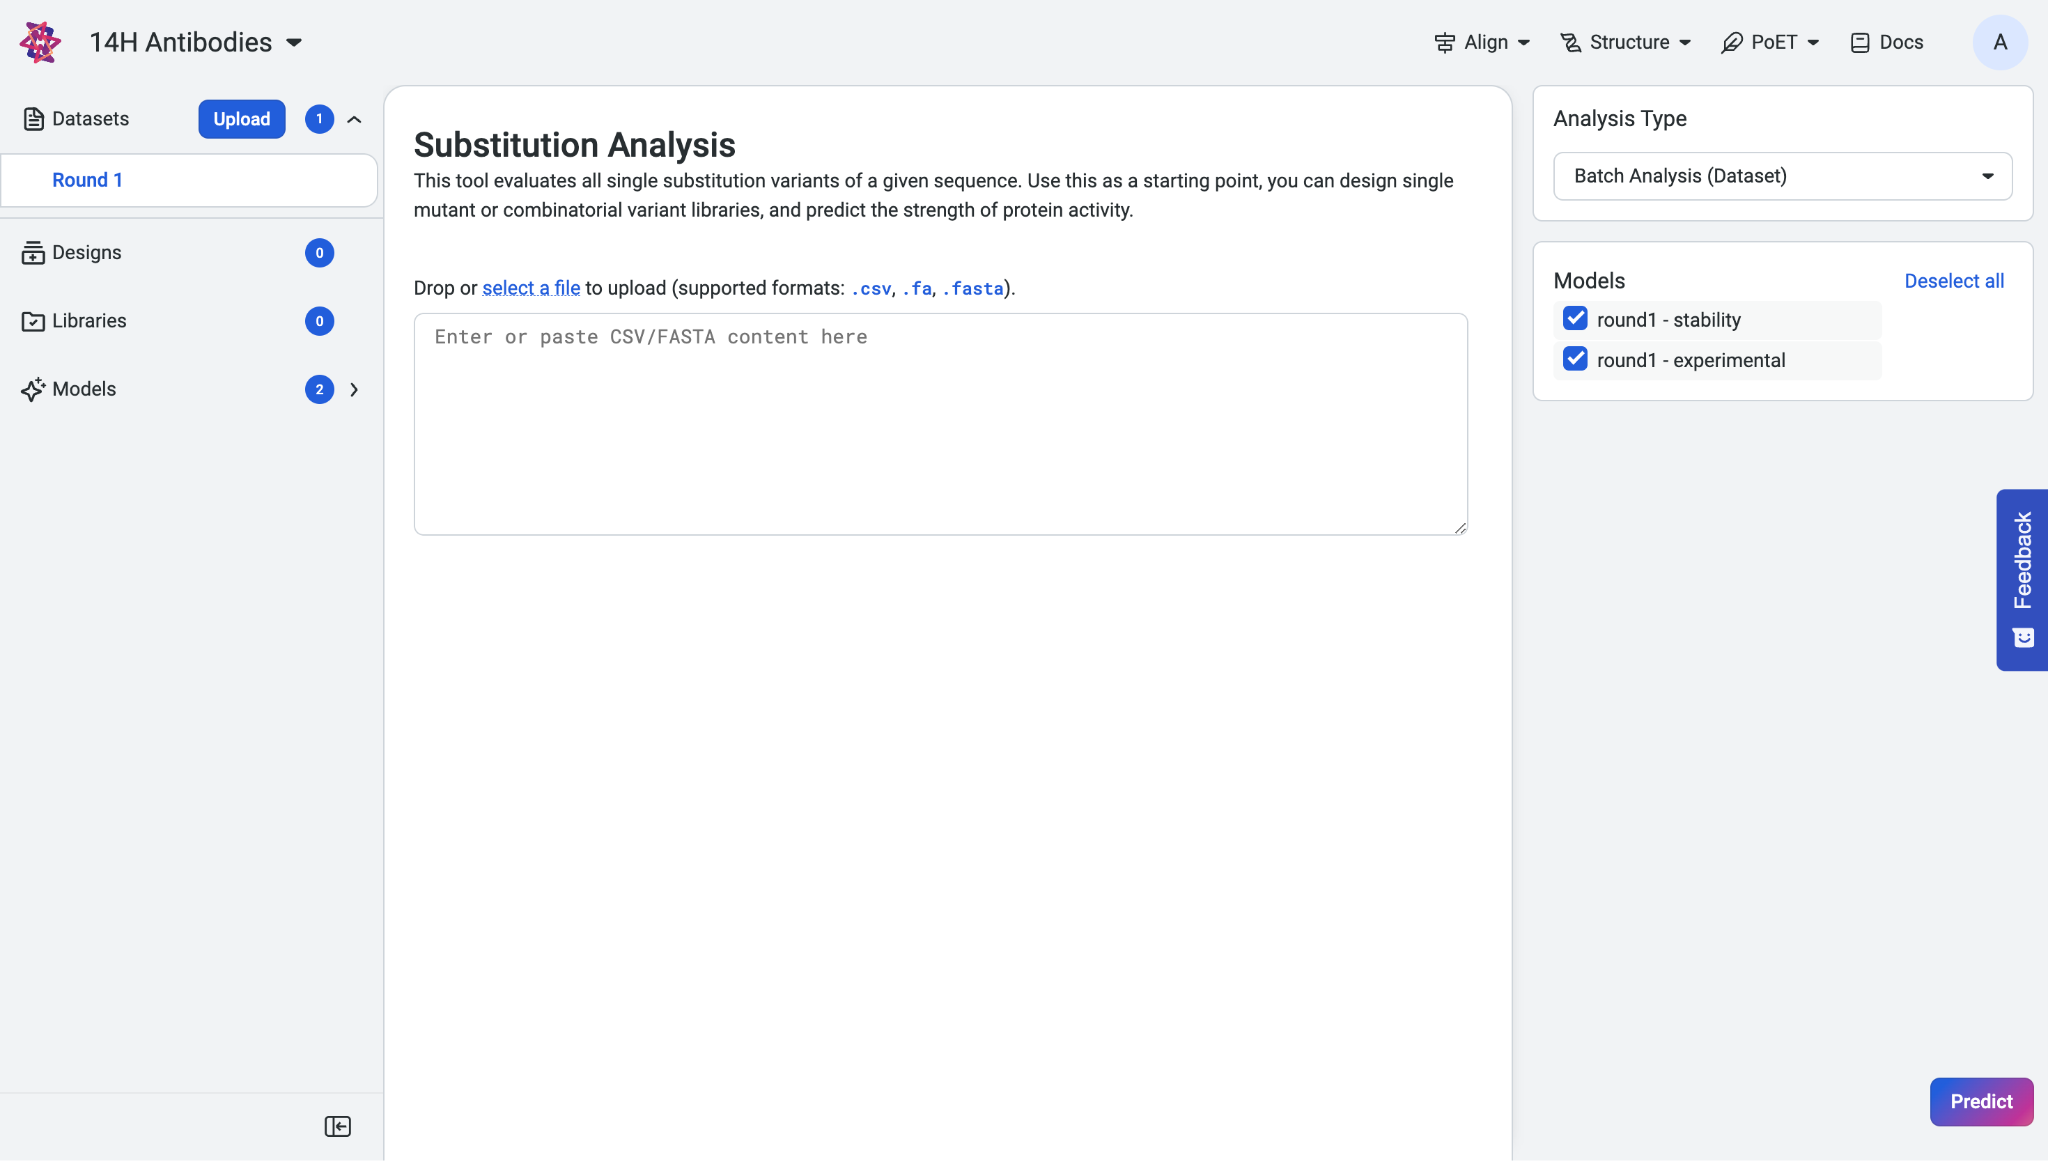 14H Antibodies
Align
Structure
PoET
Docs
A
Datasets
Upload
1
Round 1
Designs
0
Libraries
0
Models
2
Substitution Analysis
This tool evaluates all single substitution variants of a given sequence. Use this as a starting point, you can design single
mutant or combinatorial variant libraries, and predict the strength of protein activity.
Drop or select a file to upload (supported formats: .csv, .fa, .fasta).
Enter or paste CSV/FASTA content here
Analysis Type
Batch Analysis (Dataset)
Models
Deselect all
round1 - stability
round1 - experimental
Feedback
Predict